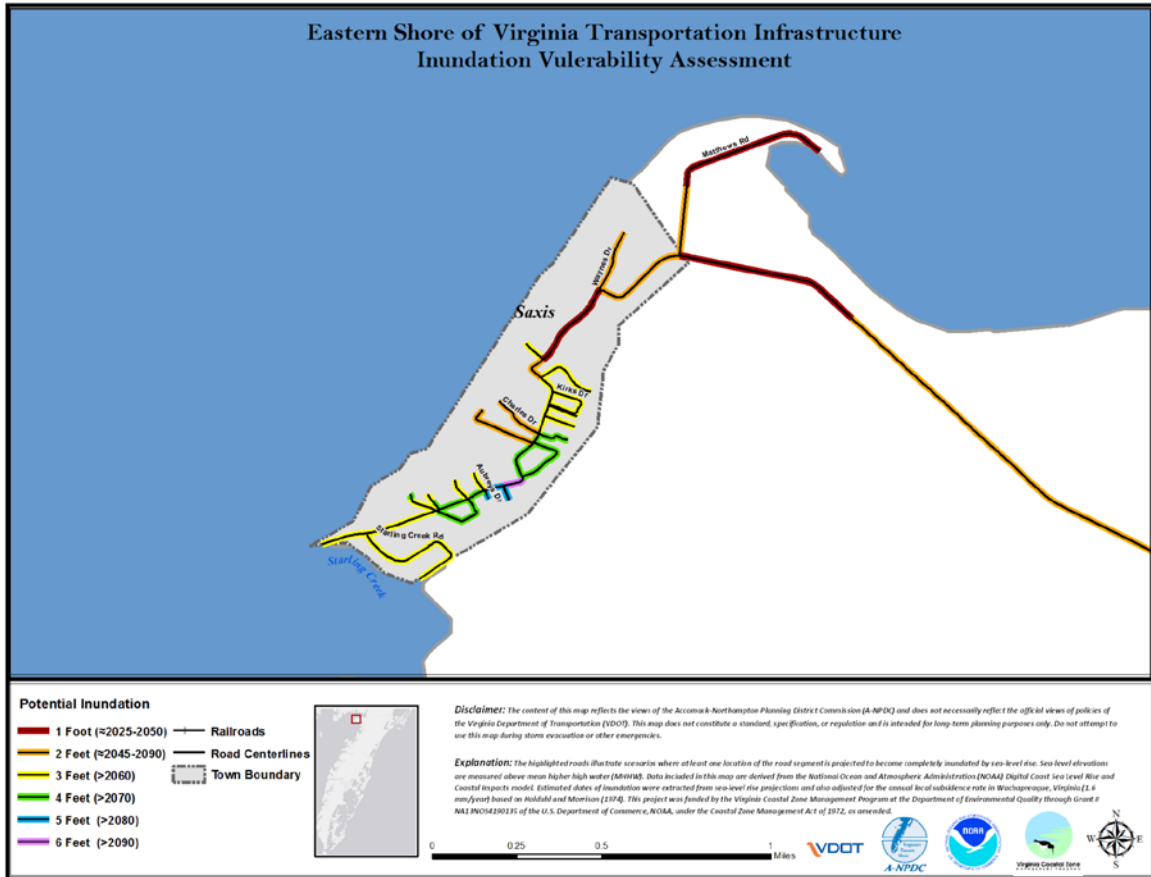 Eastern Shore of Virginia Transportation Infrastructure
Inundation Vulerability Assessment
Matthews Rd
Waynes Dr
Saxis
Kirks Dr
Charles Dr
Aubreys Dr
Starling Creek Rd
Starling Creek
Potential Inundation
1 Foot (≈2025-2050)
2 Feet (≈2045-2090)
3 Feet (>2060)
4 Feet (>2070)
5 Feet (>2080)
6 Feet (>2090)
Railroads
Road Centerlines
Town Boundary
Disclaimer: The content of this map reflects the views of the Accomack-Northampton Planning District Commission (A-NPDC) and does not necessarily reflect the official views of policies of
the Virginia Department of Transportation (VDOT). This map does not constitute a standard, specification, or regulation and is intended for long-term planning purposes only. Do not attempt to
use this map during storm evacuation or other emergencies.
Explanation: The highlighted roads illustrate scenarios where at least one location of the road segment is projected to become completely inundated by sea-level rise. Sea-level elevations
are measured above mean higher high water (MHHW). Data included in this map are derived from the National Ocean and Atmospheric Administration (NOAA) Digital Coast Sea Level Rise and
Coastal Impacts model. Estimated dates of inundation were extracted from sea-level rise projections and also adjusted for the annual local subsidence rate in Wachapreague, Virginia (1.6
mm/year) based on Holdahl and Morrison (1974). This project was funded by the Virginia Coastal Zone Management Program at the Department of Environmental Quality through Grant #
of the U.S. Department of Commerce, NOAA, under the Coastal Zone Management Act of 1972, as amended.
0 0.25 0.5 1
Miles
VDOT
A-NPDC
NOAA
Virginia Coastal Zone
N
W E
S